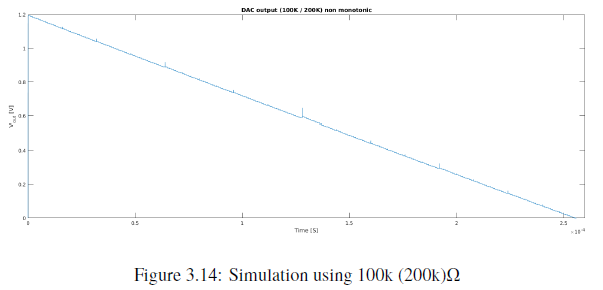 DAC output (100K / 200K) non monotonic
1.2
1
0.8
0.6
0.4
0.2
0
V_out [V]
0 0.5 1 1.5 2 2.5
Time [S]
Figure 3.14: Simulation using 100k (200k)Ω